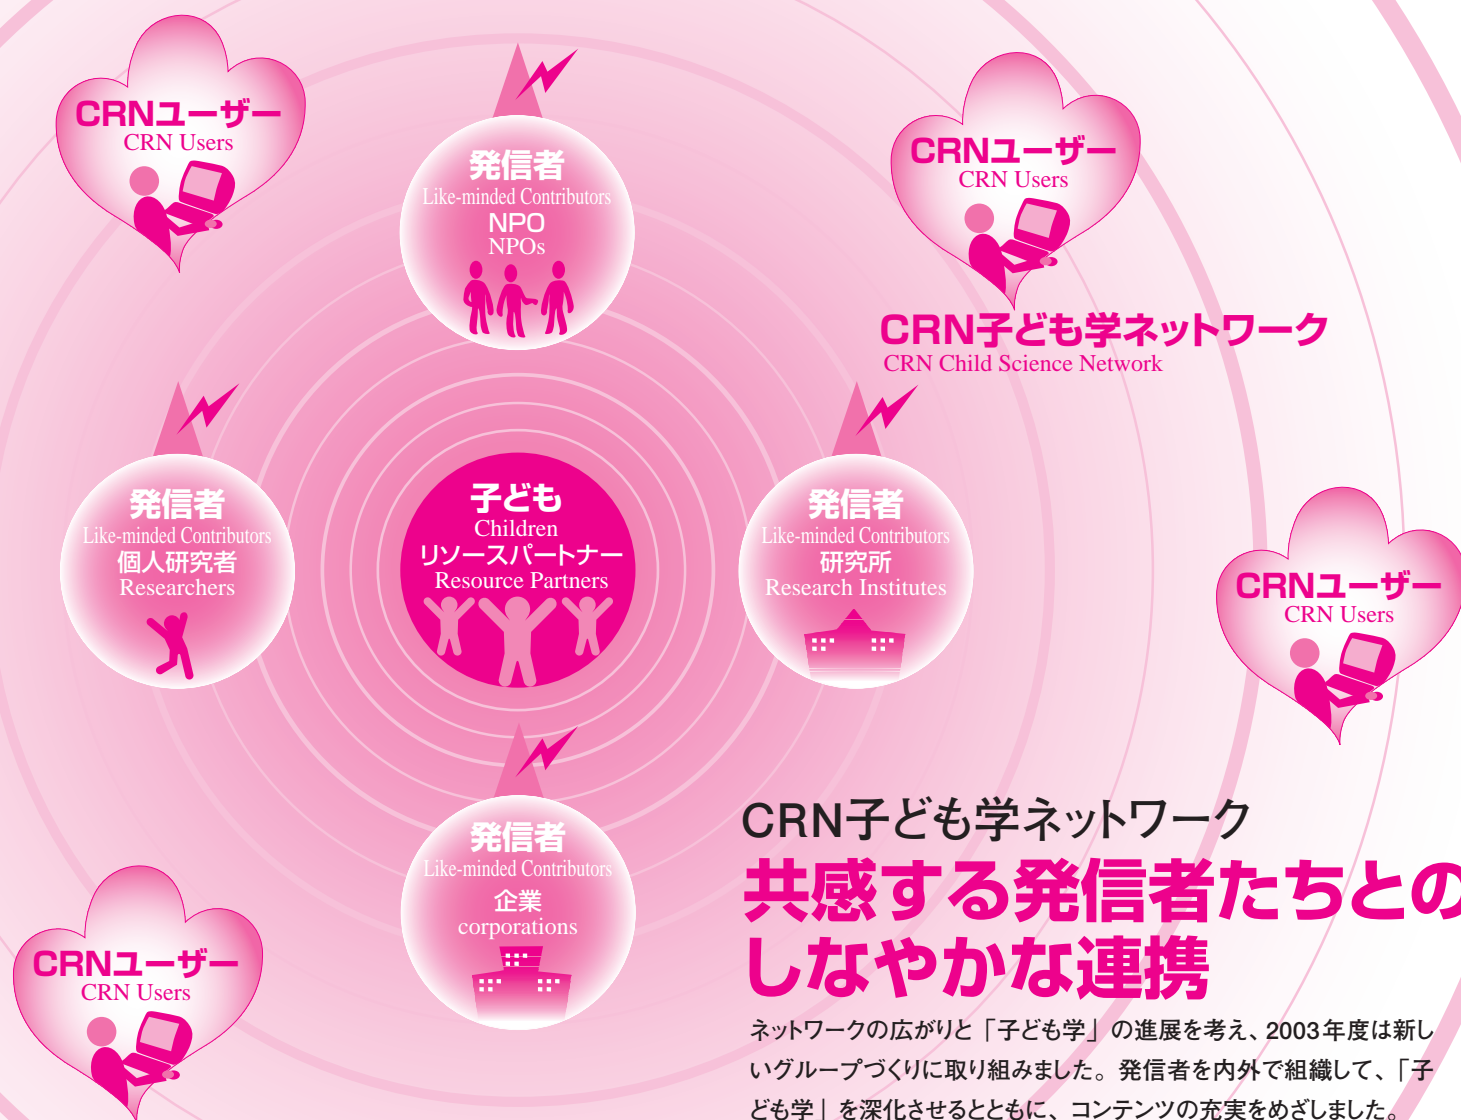 CRNユーザー
CRN Users
発信者
Like-minded Contributors
NPO
NPOs
CRNユーザー
CRN Users
CRN子ども学ネットワーク
CRN Child Science Network
発信者
Like-minded Contributors
個人研究者
Researchers
子ども
Children
リソースパートナー
Resource Partners
発信者
Like-minded Contributors
研究所
Research Institutes
CRNユーザー
CRN Users
発信者
Like-minded Contributors
企業
corporations
CRNユーザー
CRN Users
CRN子ども学ネットワーク
共感する発信者たちとの
しなやかな連携
ネットワークの広がりと「子ども学」の進展を考え、2003年度は新し
いグループづくりに取り組みました。発信者を内外で組織して、「子
ども学」を深化させるとともに、コンテンツの充実をめざしました。